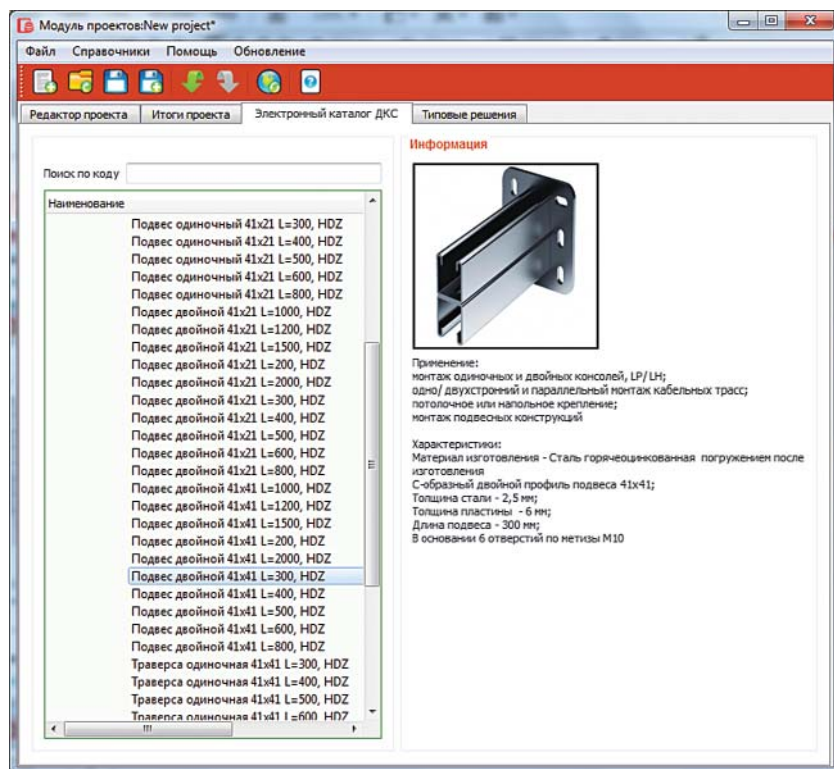 Модуль проектов:New project*
Файл Справочники Помощь Обновление
Редактор проекта Итоги проекта Электронный каталог ДКС Типовые решения
Поиск по коду
Наименование
Подвес одиночный 41x21 L=300, HDZ
Подвес одиночный 41x21 L=400, HDZ
Подвес одиночный 41x21 L=500, HDZ
Подвес одиночный 41x21 L=600, HDZ
Подвес одиночный 41x21 L=800, HDZ
Подвес двойной 41x21 L=1000, HDZ
Подвес двойной 41x21 L=1200, HDZ
Подвес двойной 41x21 L=1500, HDZ
Подвес двойной 41x21 L=200, HDZ
Подвес двойной 41x21 L=2000, HDZ
Подвес двойной 41x21 L=300, HDZ
Подвес двойной 41x21 L=400, HDZ
Подвес двойной 41x21 L=500, HDZ
Подвес двойной 41x21 L=600, HDZ
Подвес двойной 41x21 L=800, HDZ
Подвес двойной 41x41 L=1000, HDZ
Подвес двойной 41x41 L=1200, HDZ
Подвес двойной 41x41 L=1500, HDZ
Подвес двойной 41x41 L=200, HDZ
Подвес двойной 41x41 L=2000, HDZ
Подвес двойной 41x41 L=300, HDZ
Подвес двойной 41x41 L=400, HDZ
Подвес двойной 41x41 L=500, HDZ
Подвес двойной 41x41 L=600, HDZ
Подвес двойной 41x41 L=800, HDZ
Траверса одиночная 41x41 L=300, HDZ
Траверса одиночная 41x41 L=400, HDZ
Траверса одиночная 41x41 L=500, HDZ
Траверса одиночная 41x41 L=600, HDZ
Информация
Применение:
монтаж одиночных и двойных консолей, LP/LH;
одно/ двухстронний и параллельный монтаж кабельных трасс;
потолочное или напольное крепление;
монтаж подвесных конструкций
Характеристики:
Материал изготовления - Сталь горячеоцинкованная погружением после
изготовления
С-образный двойной профиль подвеса 41x41;
Толщина стали - 2,5 мм;
Толщина пластины - 6 мм;
Длина подвеса - 300 мм;
В основании 6 отверстий по метизы М10